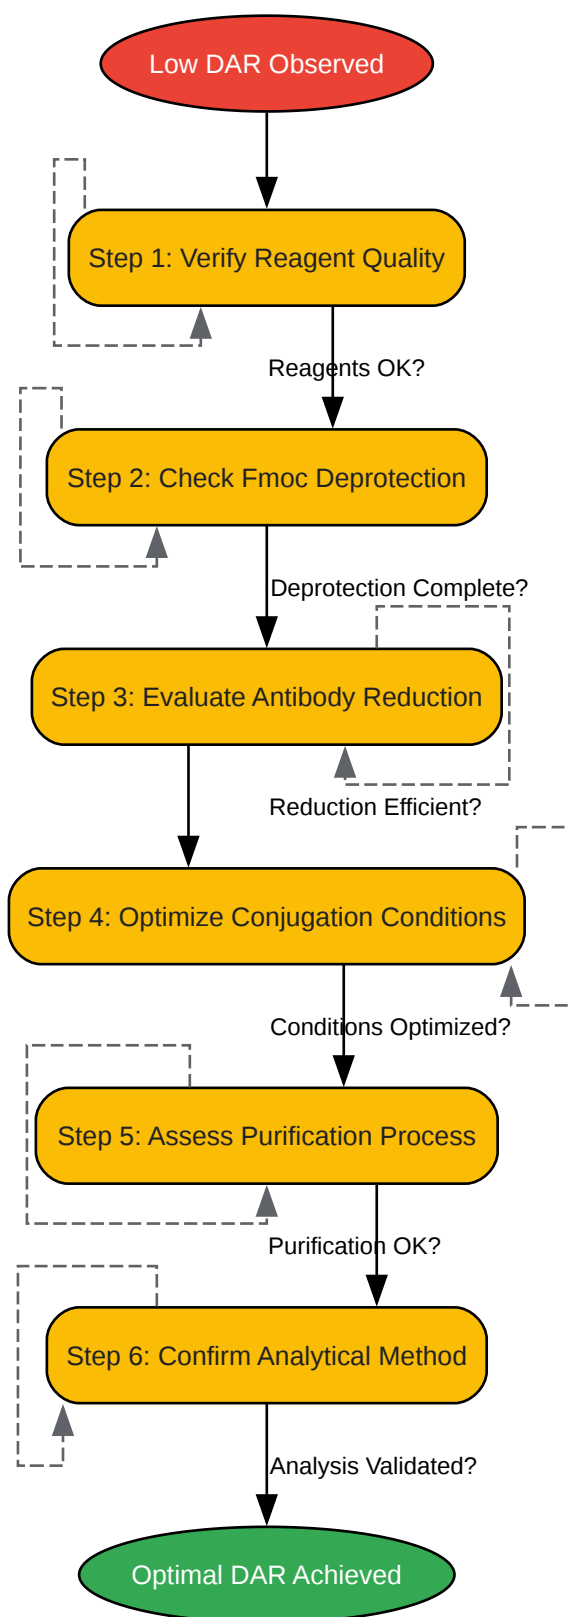 Low DAR Observed
Step 1: Verify Reagent Quality
Reagents OK?
Step 2: Check Fmoc Deprotection
Deprotection Complete?
Step 3: Evaluate Antibody Reduction
Reduction Efficient?
Step 4: Optimize Conjugation Conditions
Conditions Optimized?
Step 5: Assess Purification Process
Purification OK?
Step 6: Confirm Analytical Method
Analysis Validated?
Optimal DAR Achieved